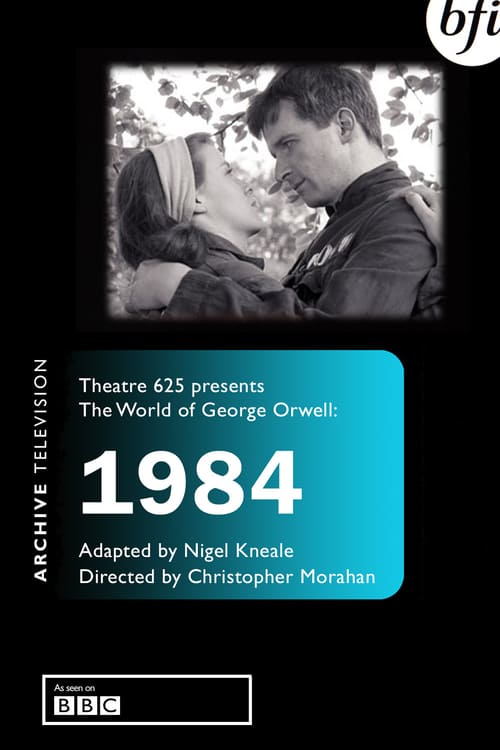 bfi
Theatre 625 presents
The World of George Orwell:
1984
Adapted by Nigel Kneale
Directed by Christopher Morahan
ARCHIVE TELEVISION
As seen on
BBC